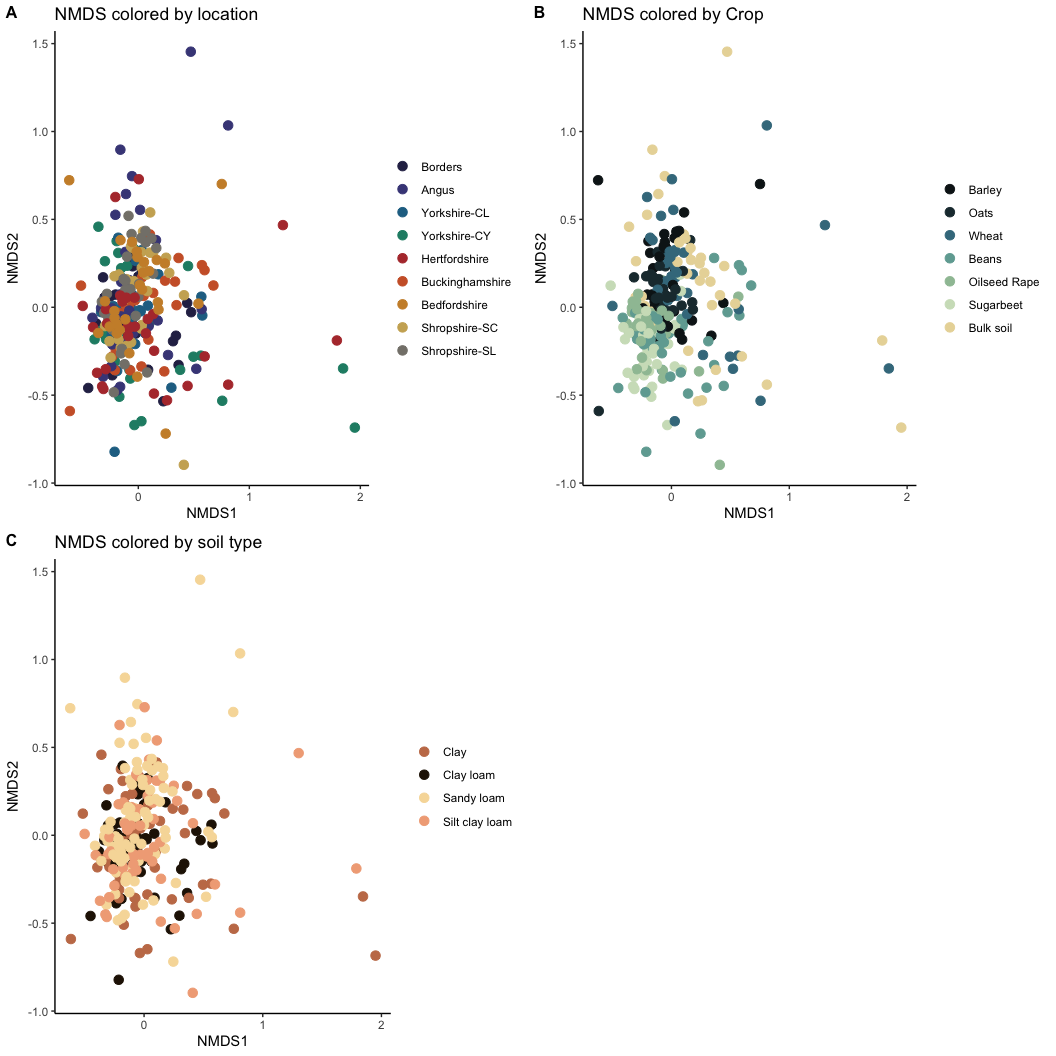 A
NMDS colored by location
1.5
1.0
0.5
0.0
-0.5
-1.0
NMDS2
0 1 2
NMDS1
Borders
Angus
Yorkshire-CL
Yorkshire-CY
Hertfordshire
Buckinghamshire
Bedfordshire
Shropshire-SC
Shropshire-SL
B
NMDS colored by Crop
1.5
1.0
0.5
0.0
-0.5
-1.0
NMDS2
0 1 2
NMDS1
Barley
Oats
Wheat
Beans
Oilseed Rape
Sugarbeet
Bulk soil
C
NMDS colored by soil type
1.5
1.0
0.5
0.0
-0.5
-1.0
NMDS2
0 1 2
NMDS1
Clay
Clay loam
Sandy loam
Silt clay loam